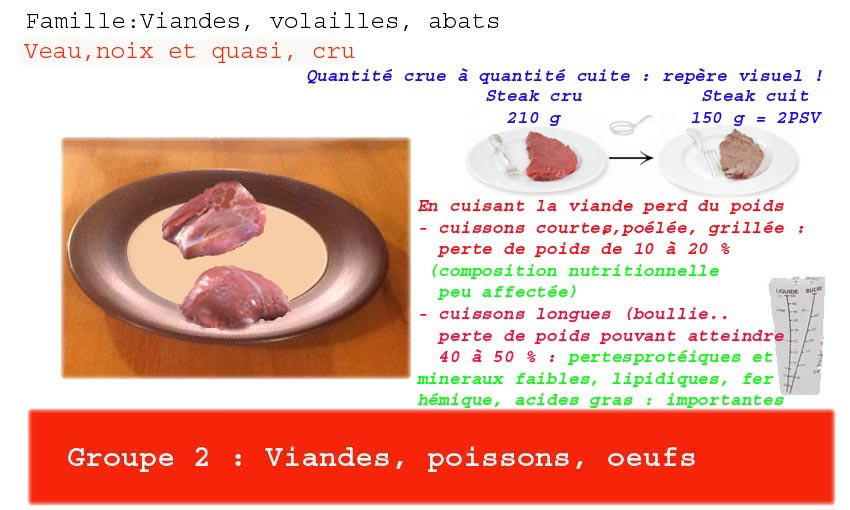 Famille:Viandes, volailles, abats
Veau,noix et quasi, cru
Quantité crue à quantité cuite : repère visuel !
Steak cru
210 g
Steak cuit
150 g = 2PSV
En cuisant la viande perd du poids
- cuissons courtes,poélée, grillée :
perte de poids de 10 à 20 %
(composition nutritionnelle
peu affectée)
- cuissons longues (boullie..
perte de poids pouvant atteindre
40 à 50 % : pertesprotéiques et
mineraux faibles, lipidiques, fer
hémique, acides gras : importantes
LIQUIDE SUCRE
Groupe 2 : Viandes, poissons, oeufs